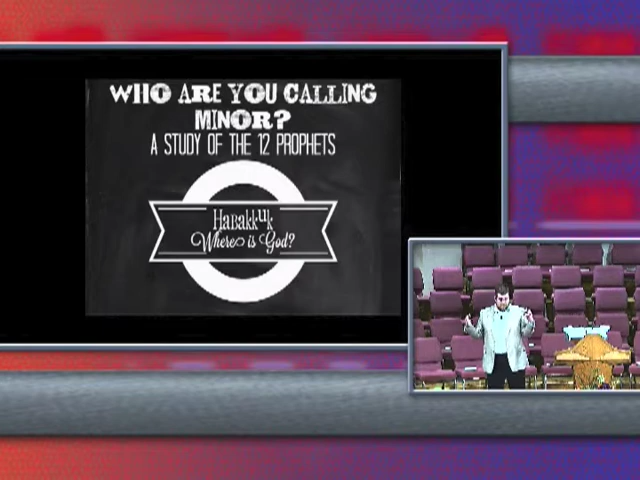 WHO ARE YOU CALLING
MINOR?
A STUDY OF THE 12 PROPHETS
Habakkuk
Where is God?